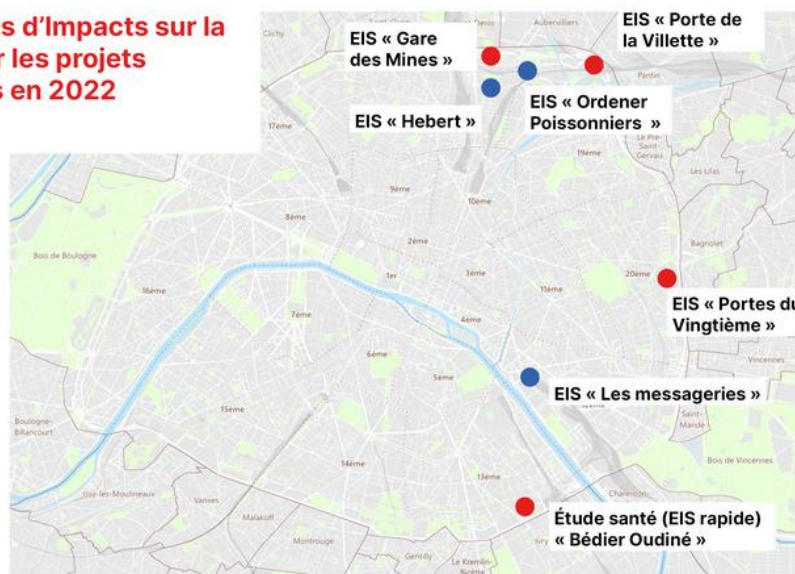 s d’Impacts sur la
r les projets
s en 2022
EIS « Gare
des Mines »
EIS « Porte de
la Villette »
EIS « Hebert »
EIS « Ordener
Poissonniers »
EIS « Portes du
Vingtième »
EIS « Les messageries »
Étude santé (EIS rapide)
« Bédier Oudiné »
Clichy
Aubervilliers
Pantin
Le Pré-
Saint-
Gervais
Les Lilas
Bagnolet
17ème
19ème
9ème
10ème
8ème
2ème
1er
3ème
11ème
20ème
Bois de Boulogne
16ème
7ème
4ème
6ème
5ème
15ème
14ème
13ème
Vincennes
Saint-
Mandé
Bois de Vincennes
Boulogne-
Billancourt
Issy-les-Moulineaux
Vanves
Malakoff
Montrouge
Gentilly
Le Kremlin-
Bicêtre
Ivry
Charenton-